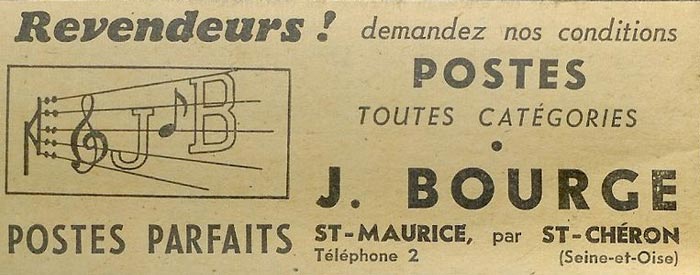 Revendeurs ! demandez nos conditions
POSTES
TOUTES CATÉGORIES
JB
J. BOURGE
POSTES PARFAITS
ST-MAURICE, par ST-CHÉRON
Téléphone 2 (Seine-et-Oise)